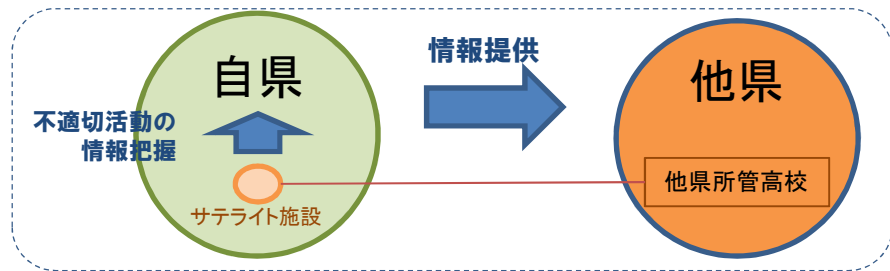 自県
情報提供
他県
不適切活動の
情報把握
サテライト施設
他県所管高校